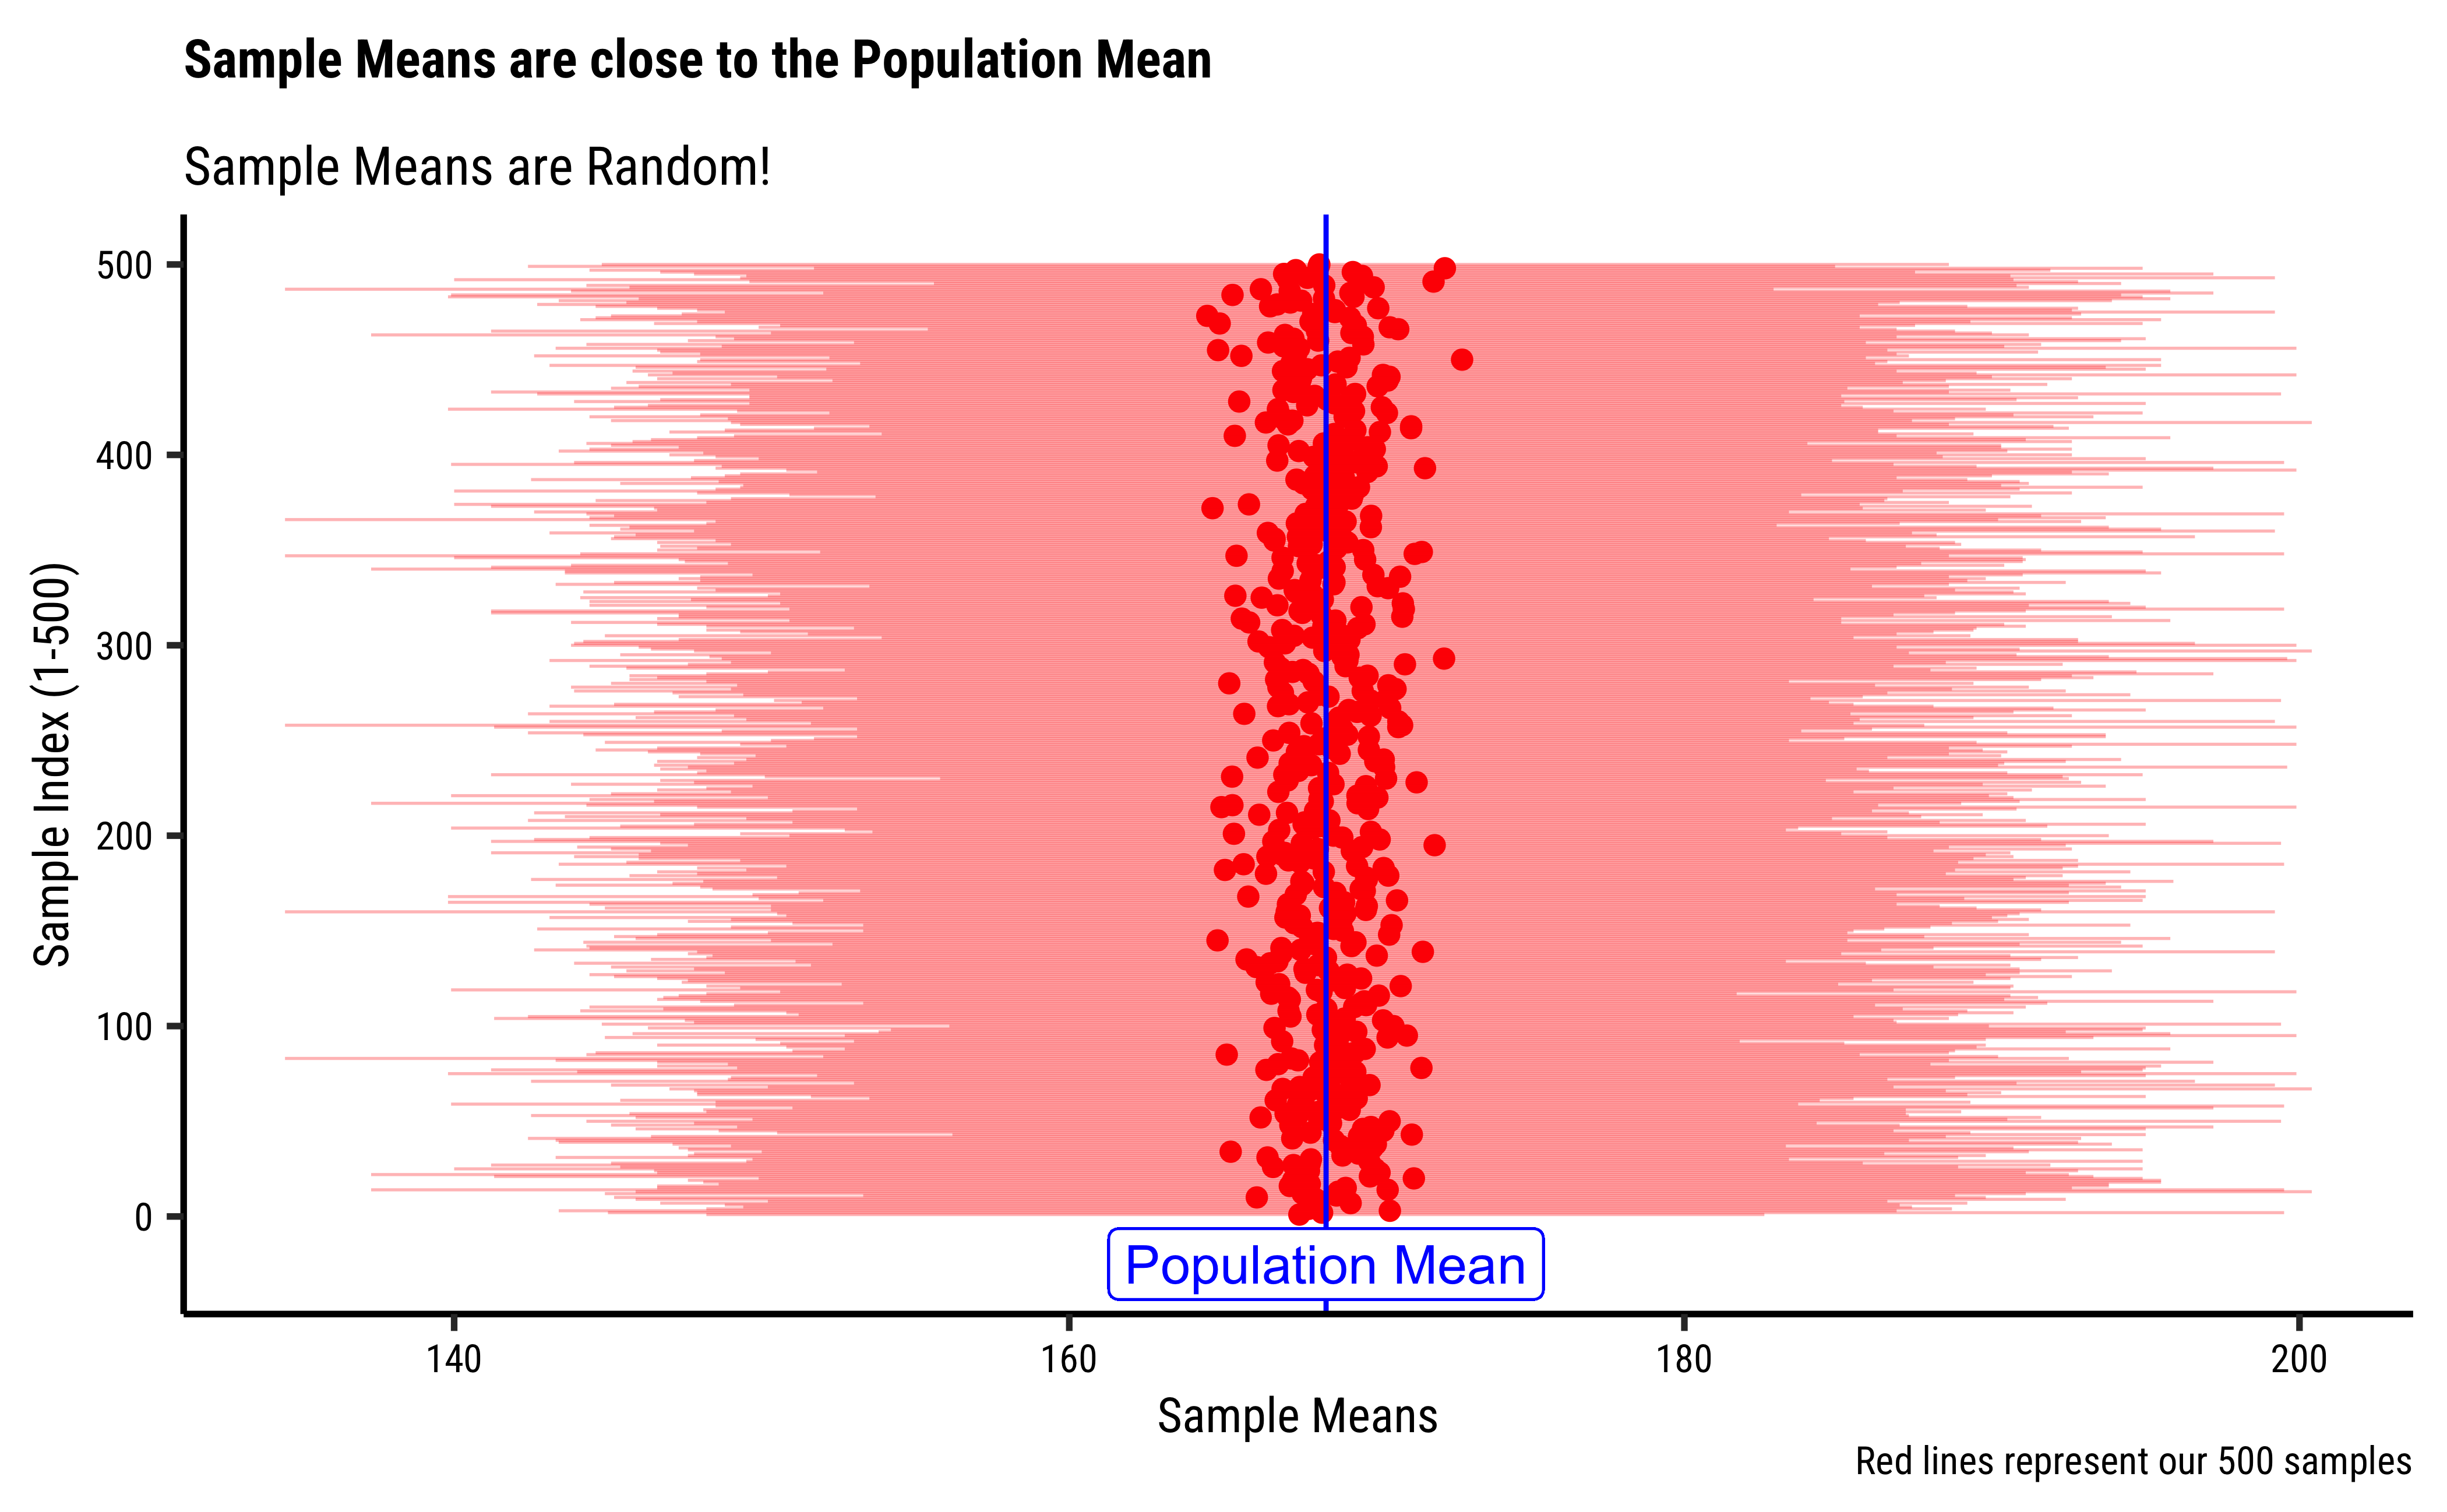 Sample Means are close to the Population Mean
Sample Means are Random!
Sample Index (1-500)
500
400
300
200
100
0
Population Mean
140
160
180
200
Sample Means
Red lines represent our 500 samples